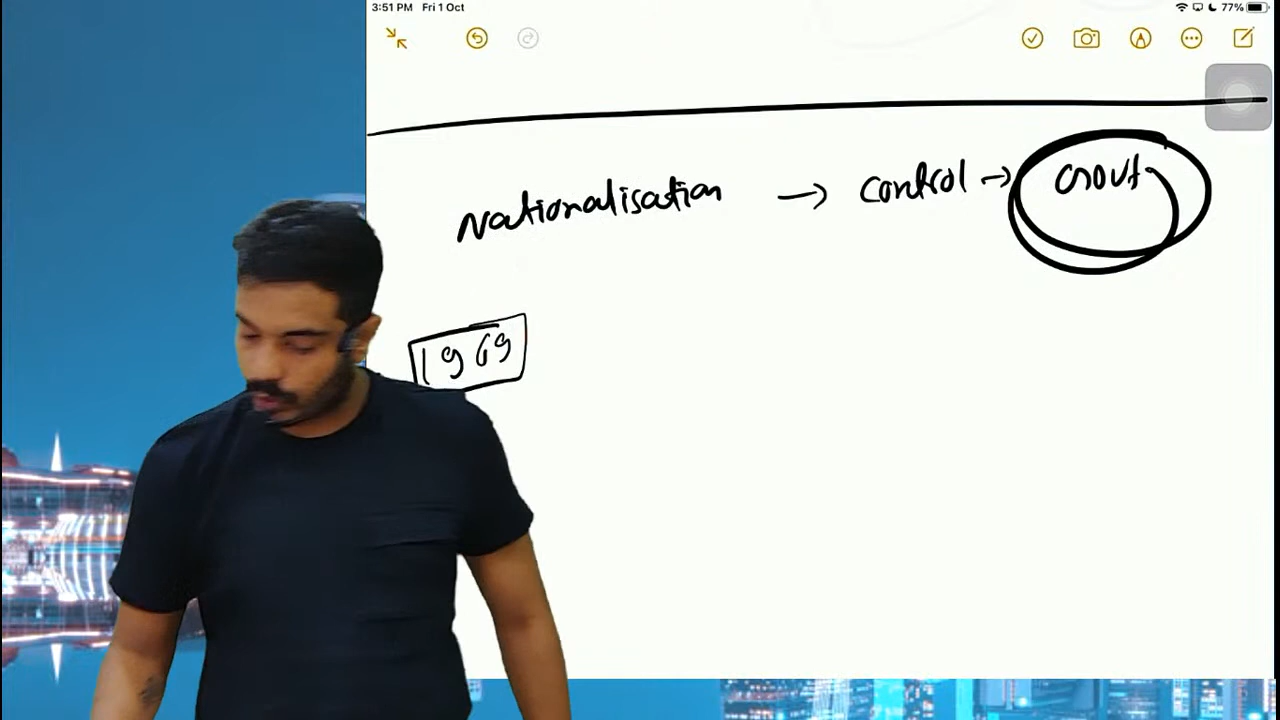 3:51 PM Fri 1 Oct 77%
Nationalisation → control → Govt
1969